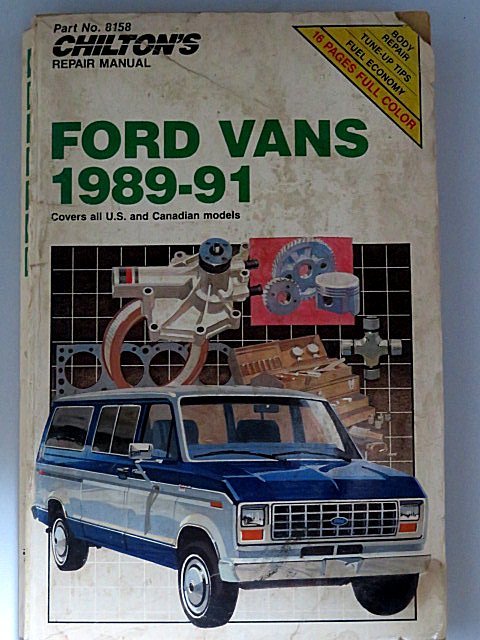 Part No. 8158
CHILTON'S
REPAIR MANUAL
BODY
REPAIR
TUNE-UP TIPS
FUEL ECONOMY
16 PAGES FULL COLOR
FORD VANS
1989-91
Covers all U.S. and Canadian models